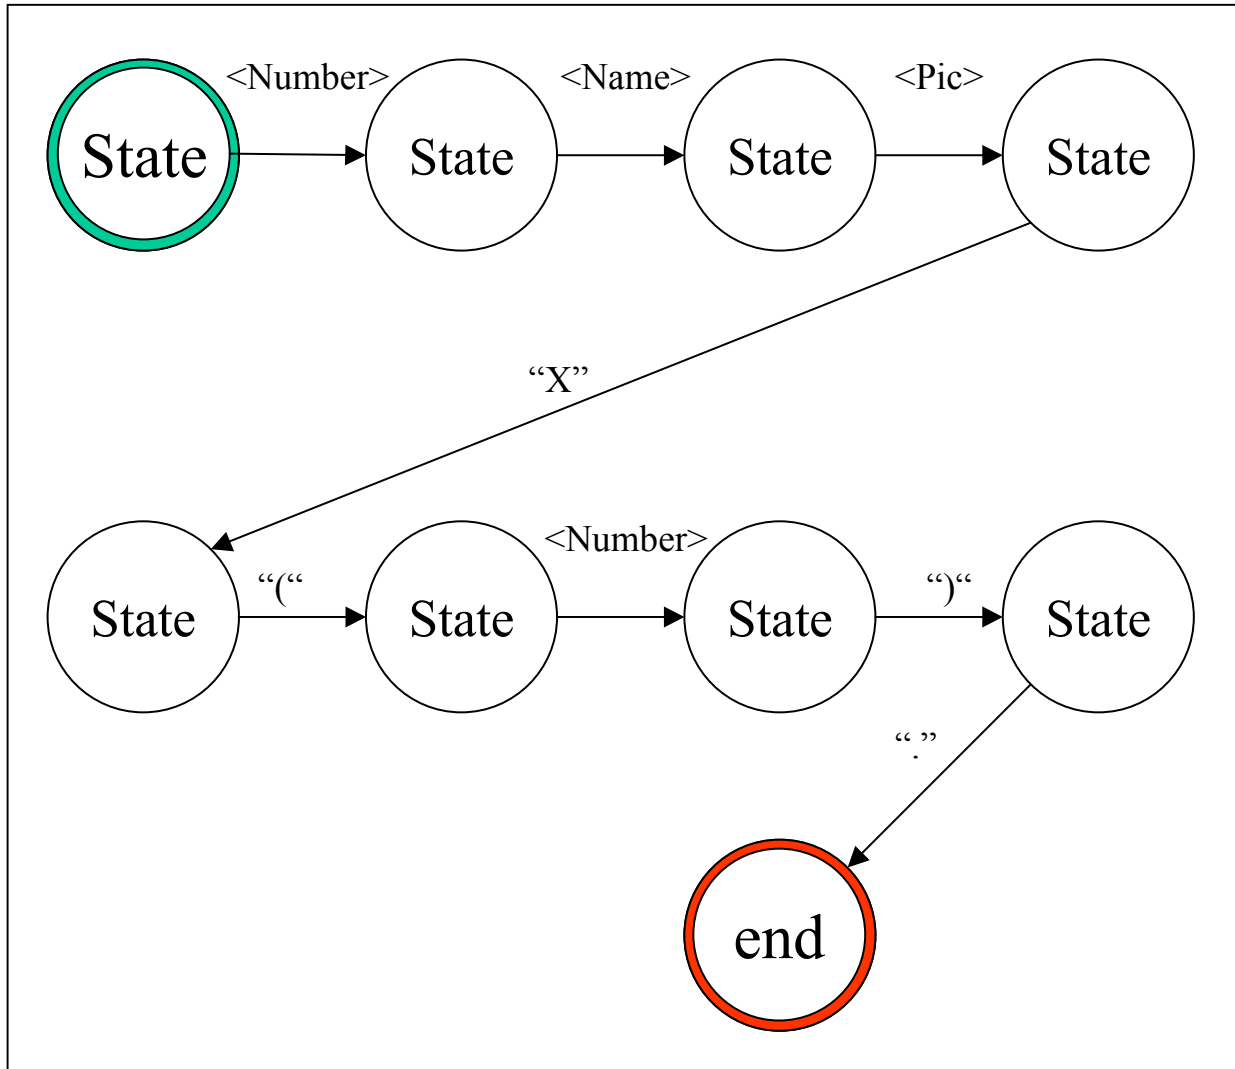 <Number> <Name> <Pic>
State State State State
“X”
<Number>
“(“ “)“
State State State State
“.”
end